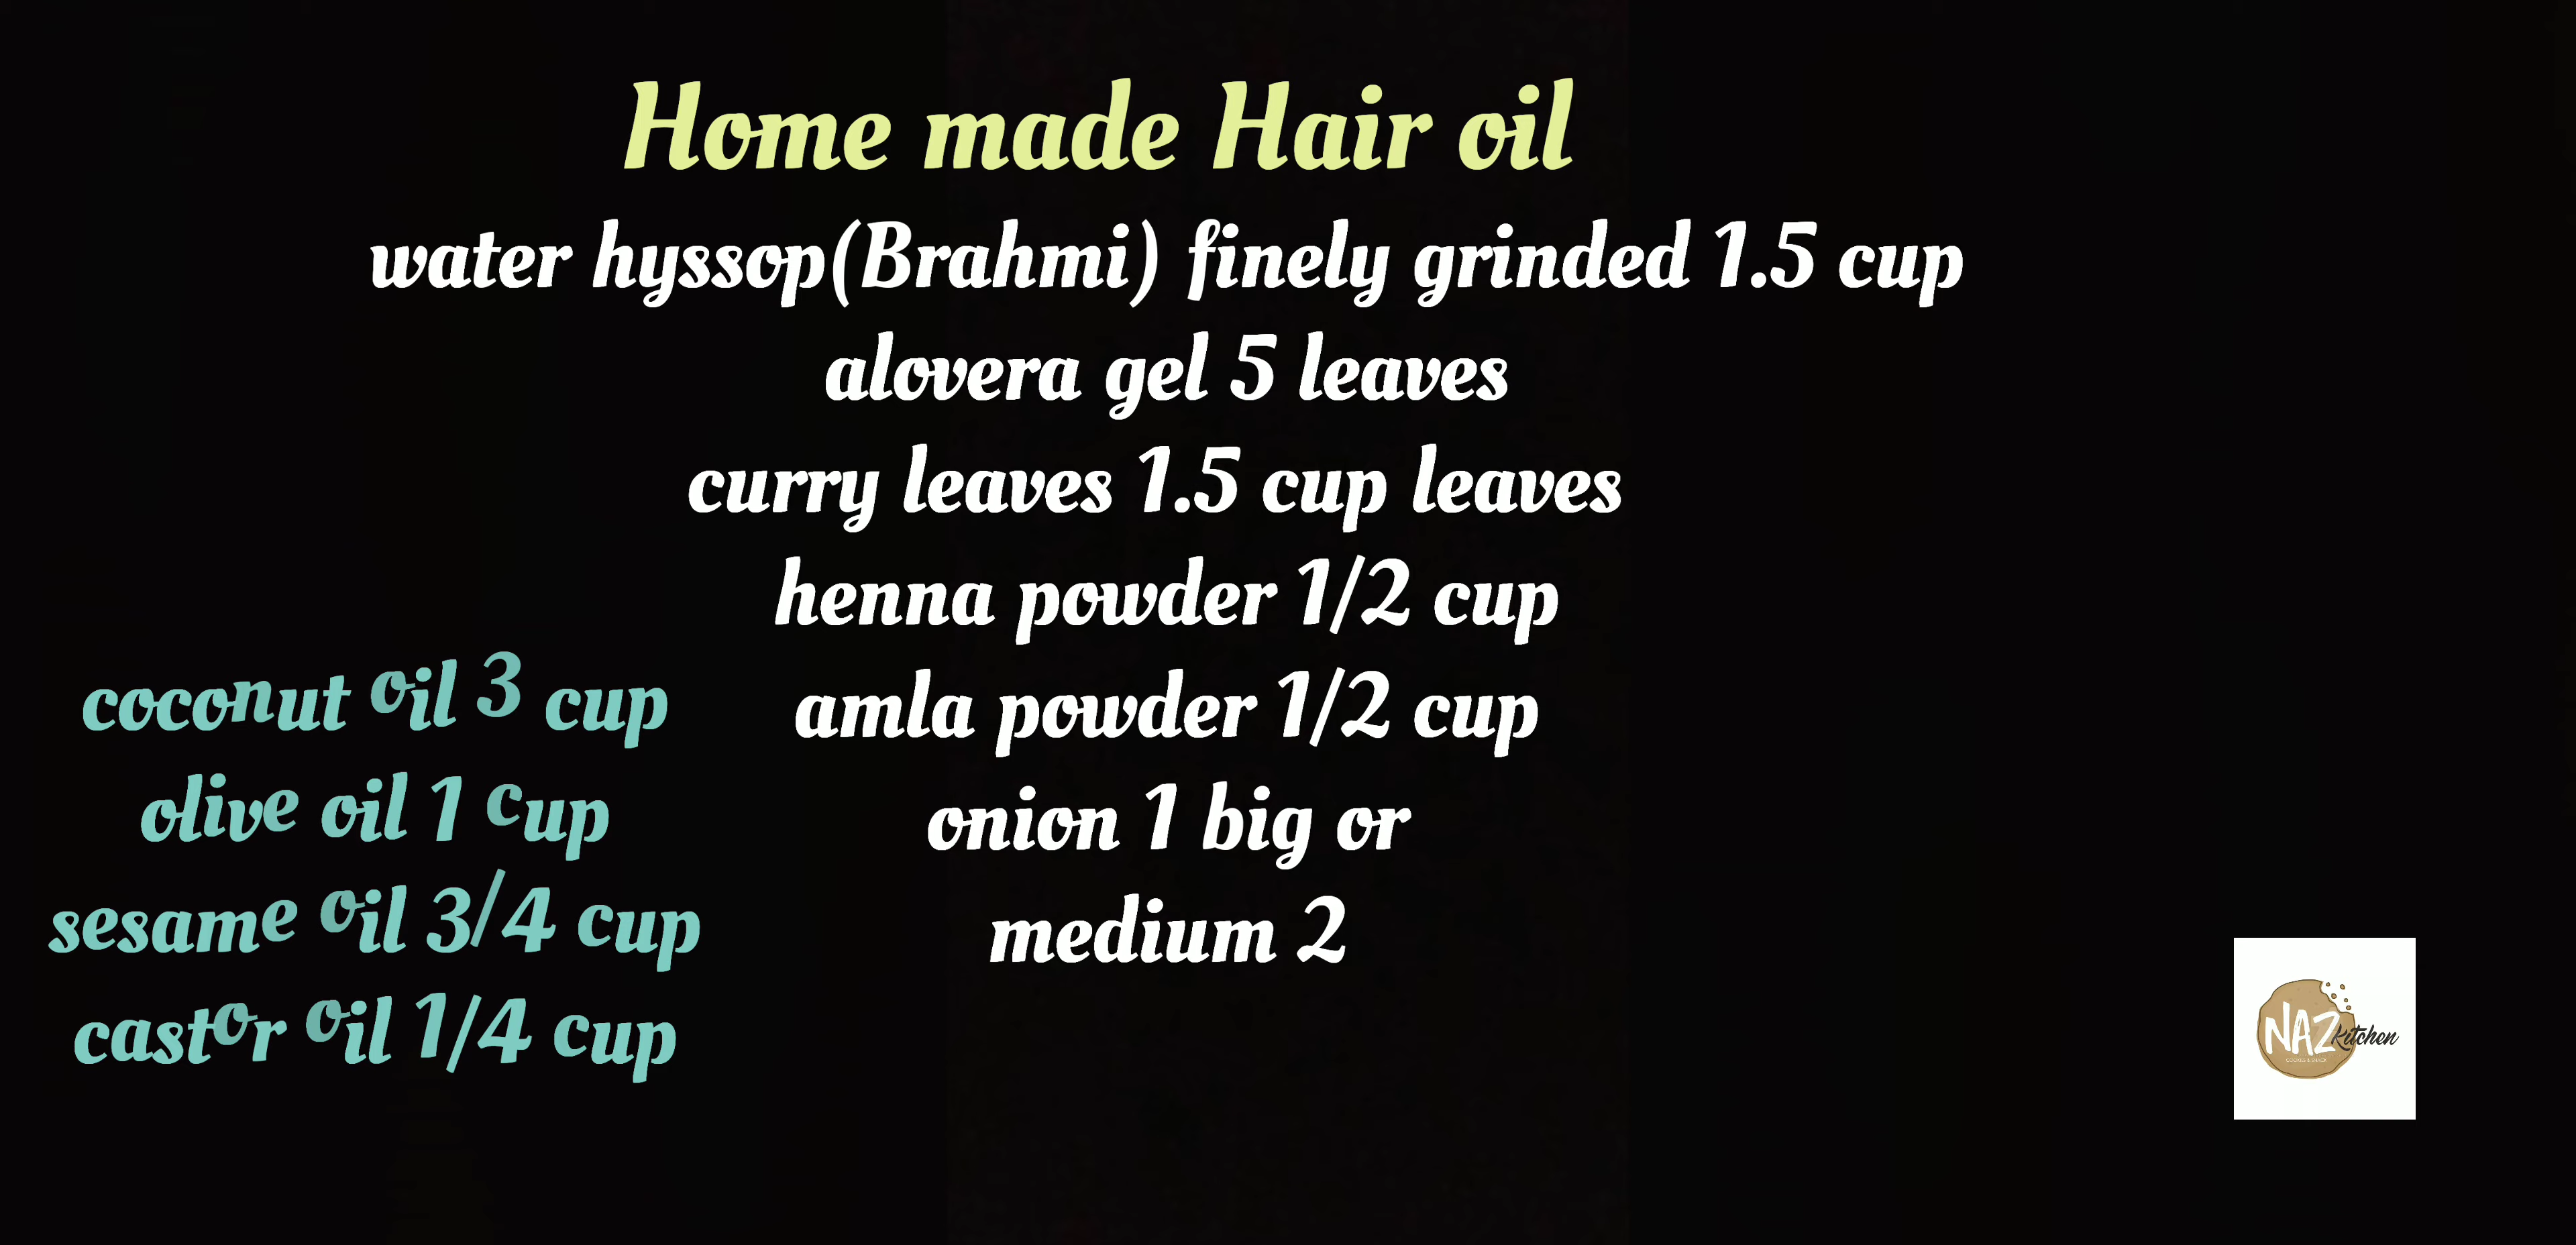 Home made Hair oil
water hyssop(Brahmi) finely grinded 1.5 cup
alovera gel 5 leaves
curry leaves 1.5 cup leaves
henna powder 1/2 cup
amla powder 1/2 cup
onion 1 big or
medium 2
coconut oil 3 cup
olive oil 1 cup
sesame oil 3/4 cup
castor oil 1/4 cup
NAZ Kitchen